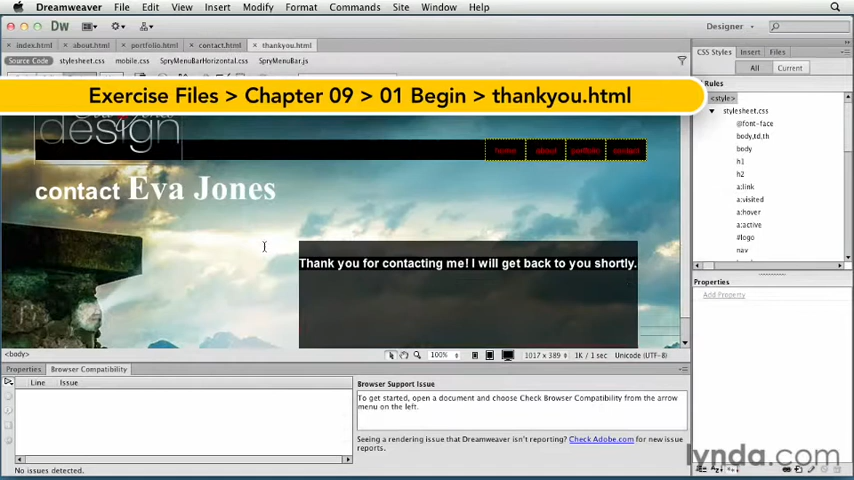 Dreamweaver File Edit View Insert Modify Format Commands Site Window Help
Dw Designer
index.html about.html portfolio.html contact.html thankyou.html
Source Code stylesheet.css mobile.css SpryMenuBarHorizontal.css SpryMenuBar.js
Exercise Files > Chapter 09 > 01 Begin > thankyou.html
design
home about portfolio contact
contact Eva Jones
Thank you for contacting me! I will get back to you shortly.
<body> 100% 1017 x 389 1K / 1 sec Unicode (UTF-8)
Properties Browser Compatibility
Line Issue
No issues detected.
Browser Support Issue
To get started, open a document and choose Check Browser Compatibility from the arrow
menu on the left.
Seeing a rendering issue that Dreamweaver isn't reporting? Check Adobe.com for new issue
reports.
CSS Styles Insert Files
All Current
Rules
<style>
stylesheet.css
@font-face
body,td,th
body
h1
h2
a:link
a:visited
a:hover
a:active
#logo
nav
Properties
Add Property
lynda.com